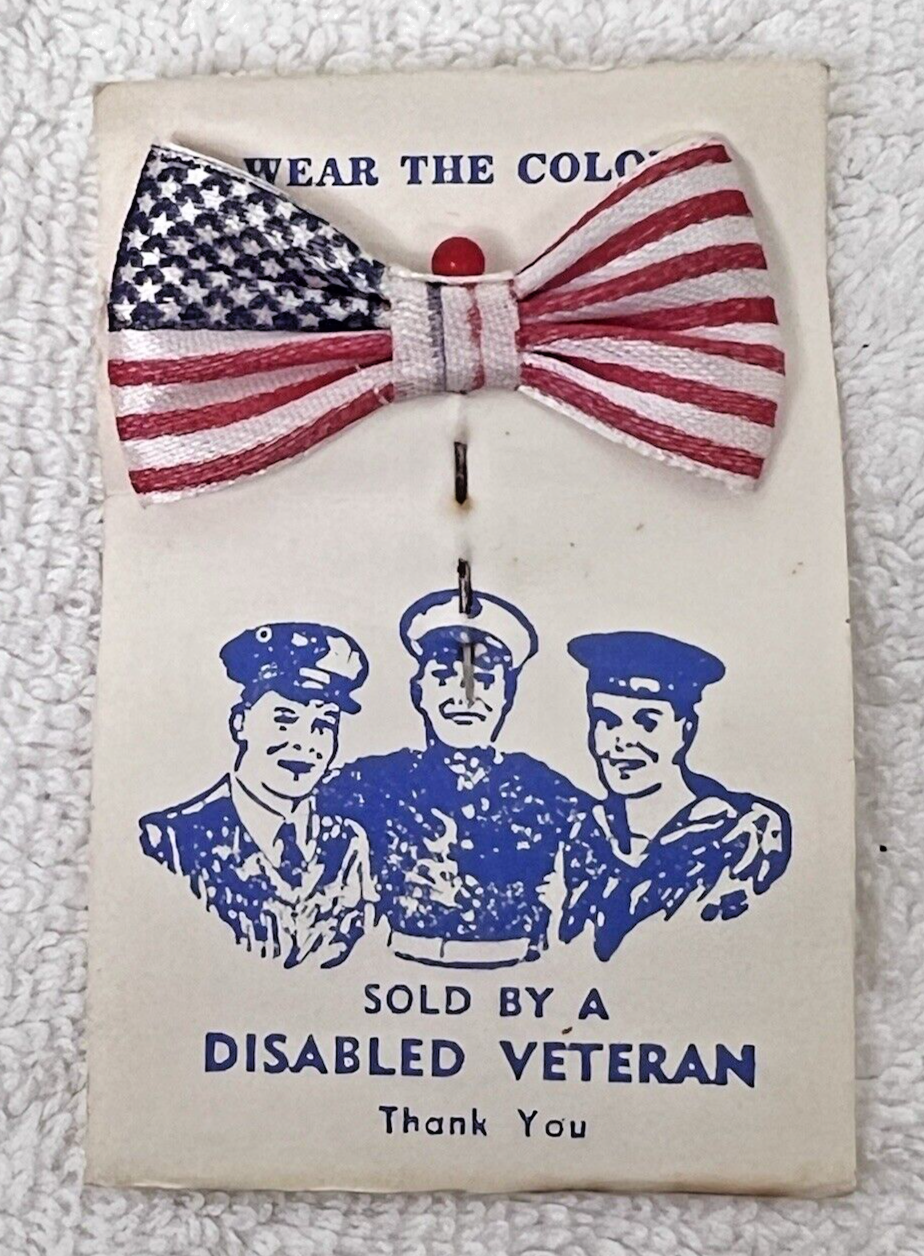 WEAR THE COLO
SOLD BY A
DISABLED VETERAN
Thank You